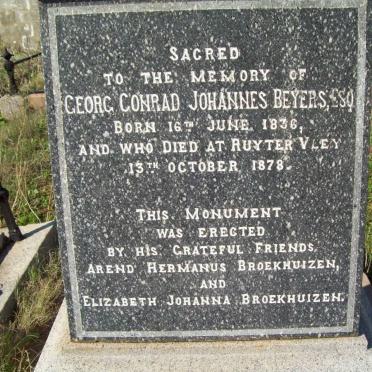 SACRED
TO THE MEMORY OF
GEORG CONRAD JOHANNES BEYERS, ESQ
BORN 16TH JUNE 1836,
AND WHO DIED AT RUYTER VLEY
13TH OCTOBER 1878.
THIS MONUMENT
WAS ERECTED
BY HIS GRATEFUL FRIENDS.
AREND HERMANUS BROEKHUIZEN,
AND
ELIZABETH JOHANNA BROEKHUIZEN.